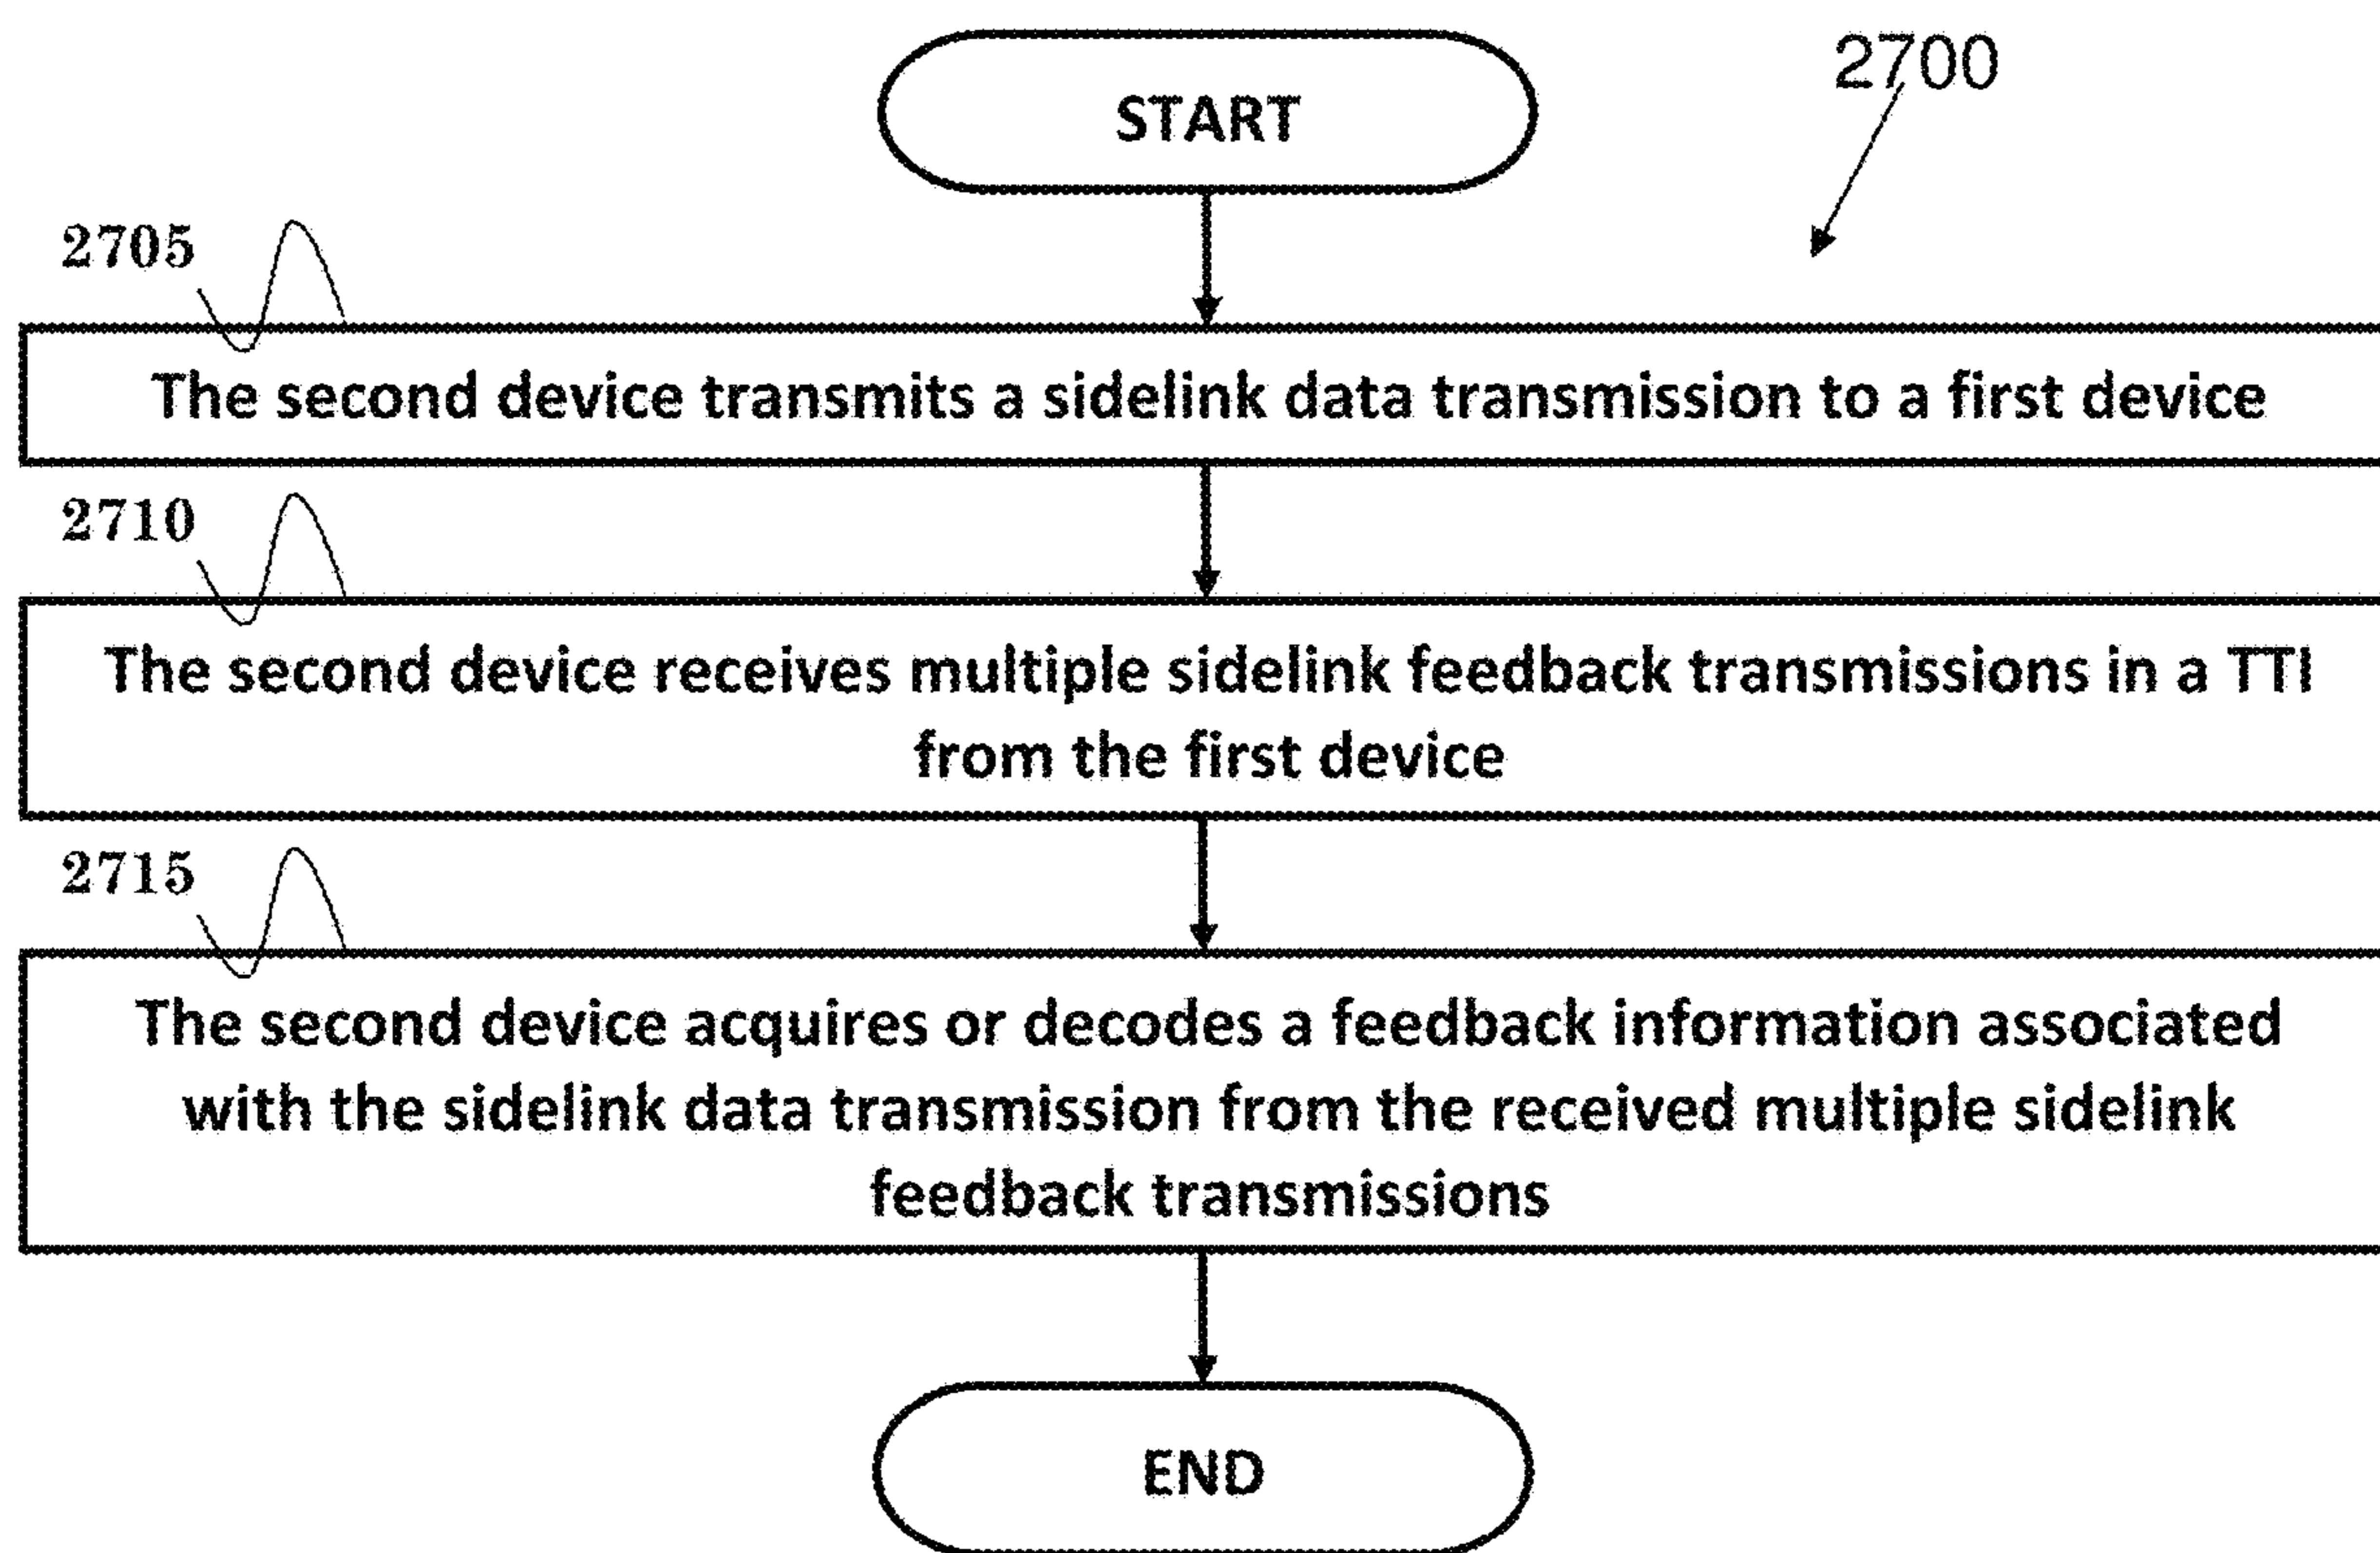 START
2700
2705
The second device transmits a sidelink data transmission to a first device
2710
The second device receives multiple sidelink feedback transmissions in a TTI
from the first device
2715
The second device acquires or decodes a feedback information associated
with the sidelink data transmission from the received multiple sidelink
feedback transmissions
END